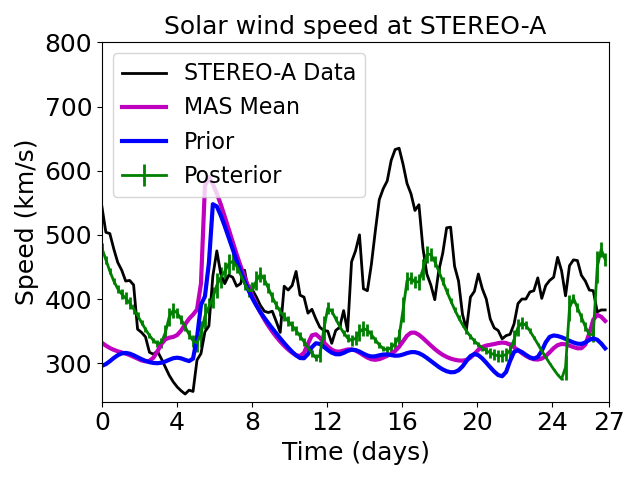 Solar wind speed at STEREO-A
800
700
600
500
400
300
Speed (km/s)
STEREO-A Data
MAS Mean
Prior
Posterior
0 4 8 12 16 20 24 27
Time (days)